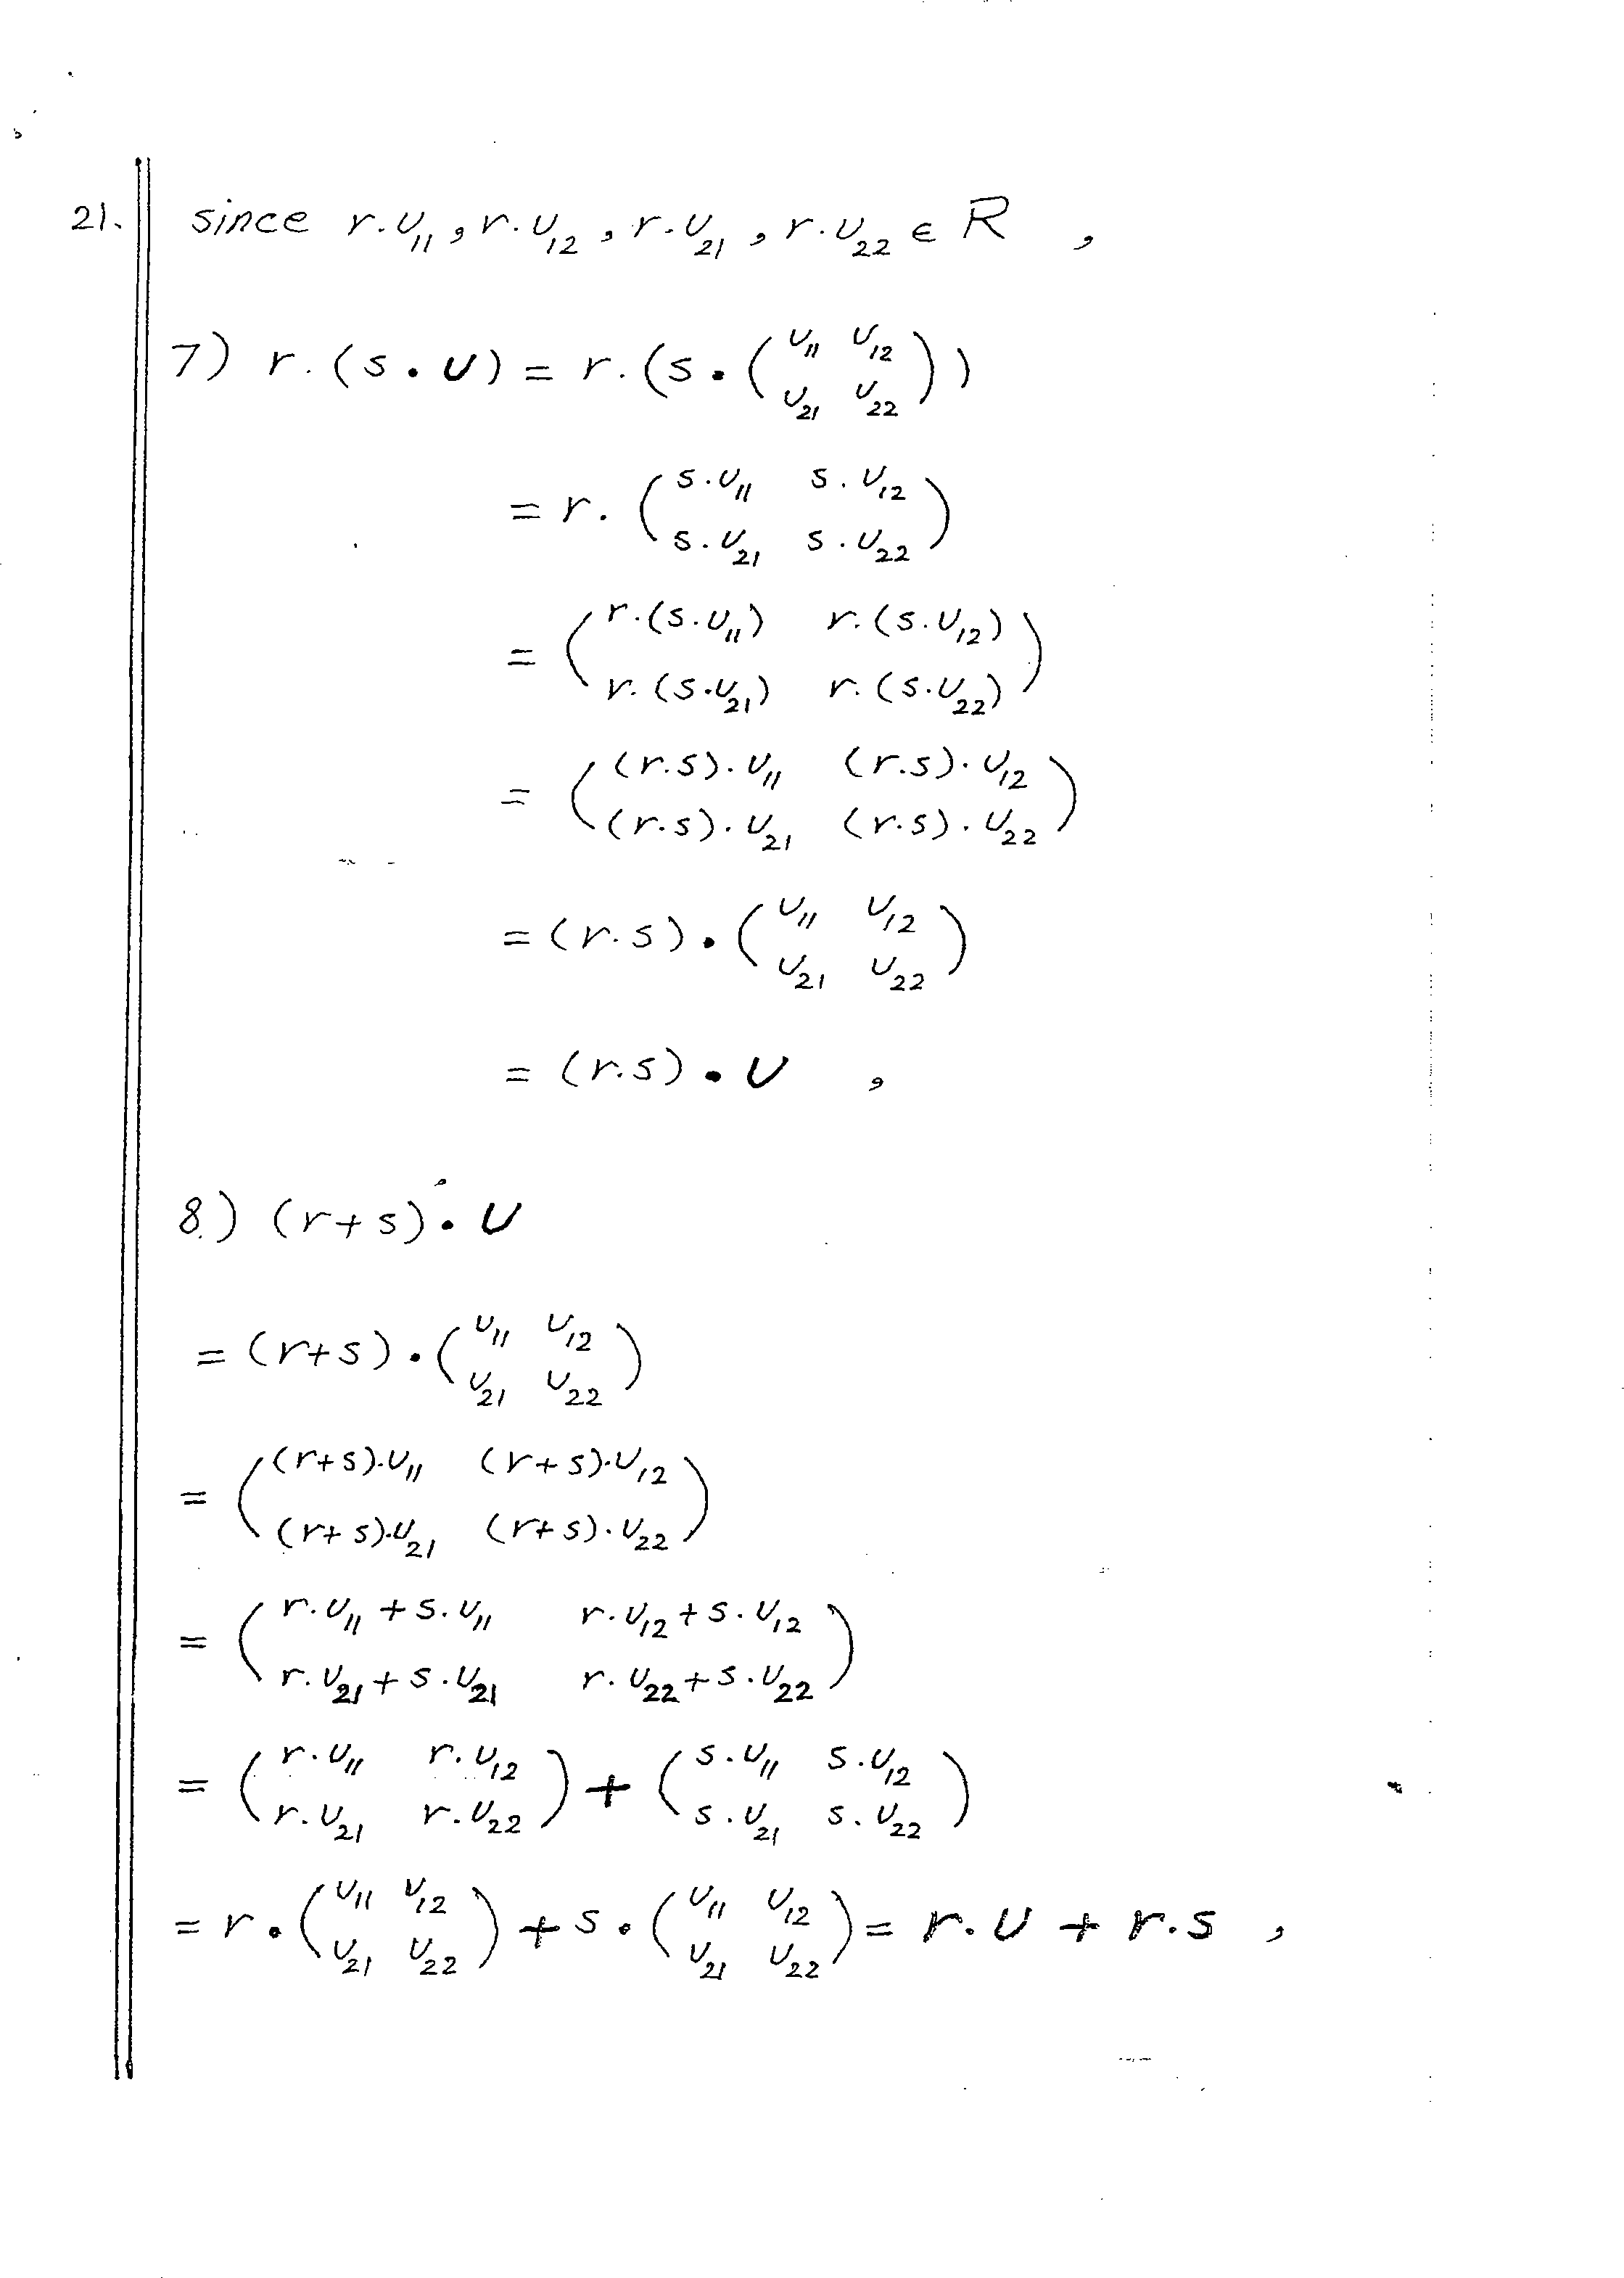 21. since r.u₁₁, r.u₁₂, r.u₂₁, r.u₂₂ ∈ R ,
7) r.(s.u) = r.(s.(u₁₁ u₁₂
u₂₁ u₂₂))
= r.(s.u₁₁ s.u₁₂
s.u₂₁ s.u₂₂)
= (r.(s.u₁₁) r.(s.u₁₂)
r.(s.u₂₁) r.(s.u₂₂))
= ((r.s).u₁₁ (r.s).u₁₂
(r.s).u₂₁ (r.s).u₂₂)
= (r.s).(u₁₁ u₁₂
u₂₁ u₂₂)
= (r.s).u ,
8) (r+s).u
= (r+s).(u₁₁ u₁₂
u₂₁ u₂₂)
= ((r+s).u₁₁ (r+s).u₁₂
(r+s).u₂₁ (r+s).u₂₂)
= (r.u₁₁+s.u₁₁ r.u₁₂+s.u₁₂
r.u₂₁+s.u₂₁ r.u₂₂+s.u₂₂)
= (r.u₁₁ r.u₁₂
r.u₂₁ r.u₂₂) + (s.u₁₁ s.u₁₂
s.u₂₁ s.u₂₂)
= r.(u₁₁ u₁₂
u₂₁ u₂₂) + s.(u₁₁ u₁₂
u₂₁ u₂₂) = r.u + r.s ,